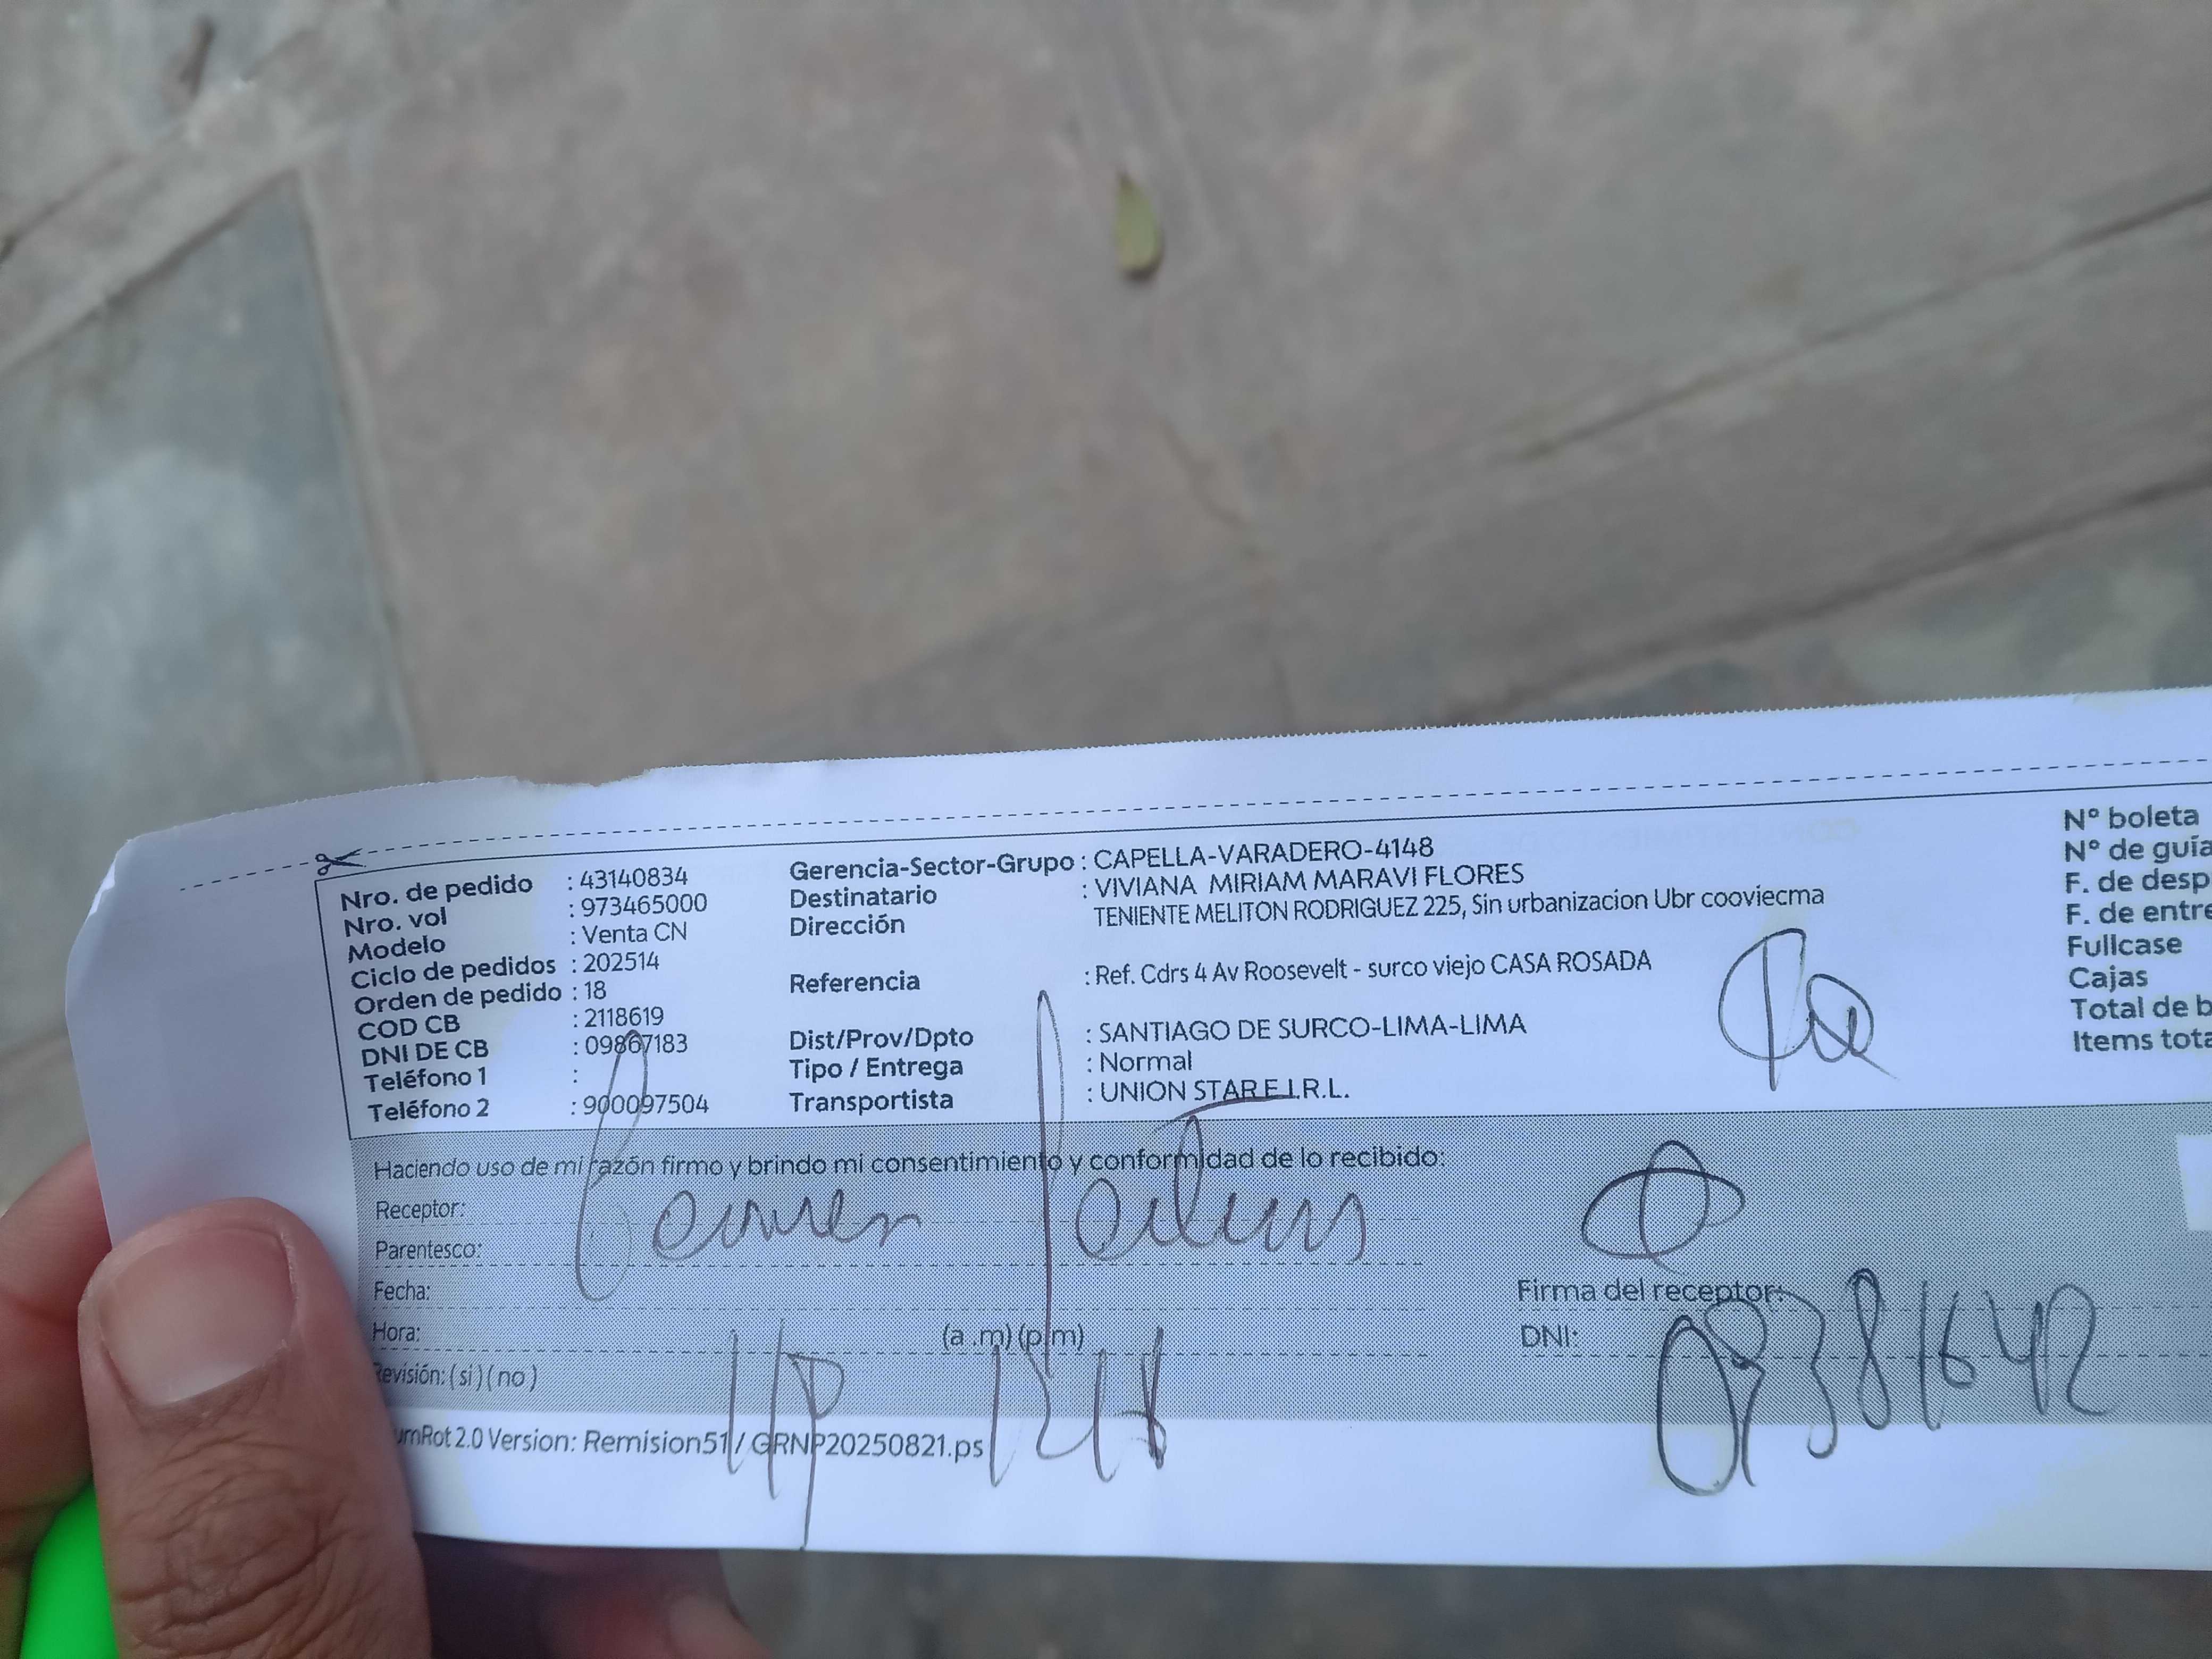 Nro. de pedido : 43140834
Nro. vol : 973465000
Modelo : Venta CN
Ciclo de pedidos : 202514
Orden de pedido : 18
COD CB : 2118619
DNI DE CB : 09867183
Teléfono 1 :
Teléfono 2 : 900097504
Gerencia-Sector-Grupo : CAPELLA-VARADERO-4148
Destinatario : VIVIANA MIRIAM MARAVI FLORES
Dirección TENIENTE MELITON RODRIGUEZ 225, Sin urbanizacion Ubr cooviecma
Referencia : Ref. Cdrs 4 Av Roosevelt - surco viejo CASA ROSADA
Dist/Prov/Dpto : SANTIAGO DE SURCO-LIMA-LIMA
Tipo / Entrega : Normal
Transportista : UNION STAR E.I.R.L.
N° boleta
N° de guía
F. de desp
F. de entre
Fullcase
Cajas
Total de b
Items tota
Haciendo uso de mi razón firmo y brindo mi consentimiento y conformidad de lo recibido:
Receptor:
Parentesco:
Fecha:
Hora: (a .m) (p.m)
Revisión: ( si ) ( no )
Firma del receptor:
DNI:
umRot 2.0 Version: Remision51 / GRNP20250821.ps